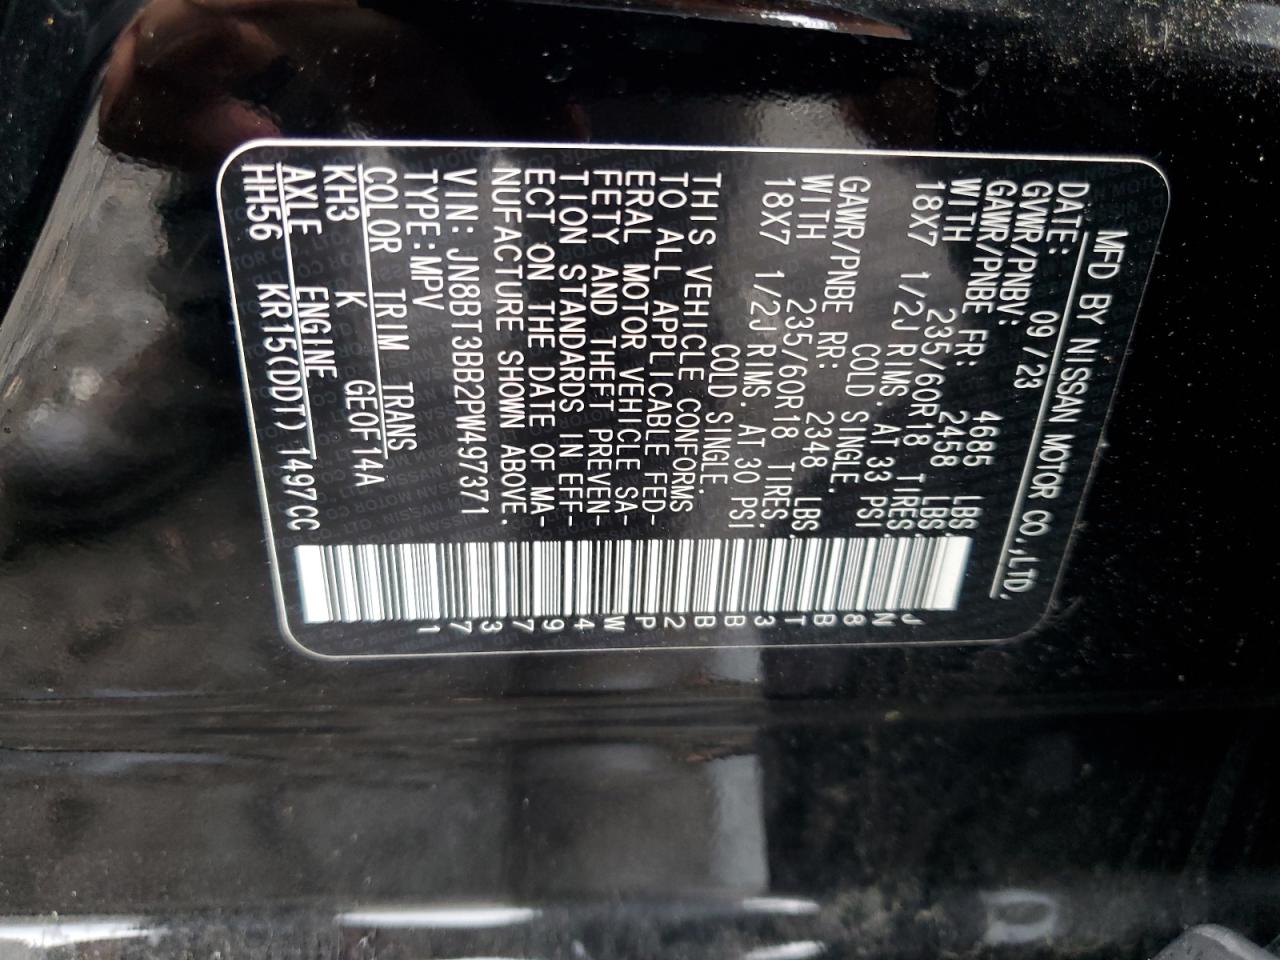 MFD BY NISSAN MOTOR CO.,LTD.
DATE: 09/23
GVWR/PNBV: 4685 LBS.
GAWR/PNBE FR: 2458 LBS.
WITH 235/60R18 TIRES.
18X7 1/2J RIMS. AT 33 PSI
COLD. SINGLE.
GAWR/PNBE RR: 2348 LBS.
WITH 235/60R18 TIRES.
18X7 1/2J RIMS. AT 30 PSI
COLD SINGLE.
THIS VEHICLE CONFORMS
TO ALL APPLICABLE FED-
ERAL MOTOR VEHICLE SA-
FETY AND THEFT PREVEN-
TION STANDARDS IN EFF-
ECT ON THE DATE OF MA-
NUFACTURE SHOWN ABOVE.
VIN: JN8BT3BB2PW497371
TYPE:MPV
COLOR TRIM TRANS
KH3 K GE0F14A
AXLE ENGINE
HH56 KR15(DDT) 1497CC
JN8BT3BB2PW497371